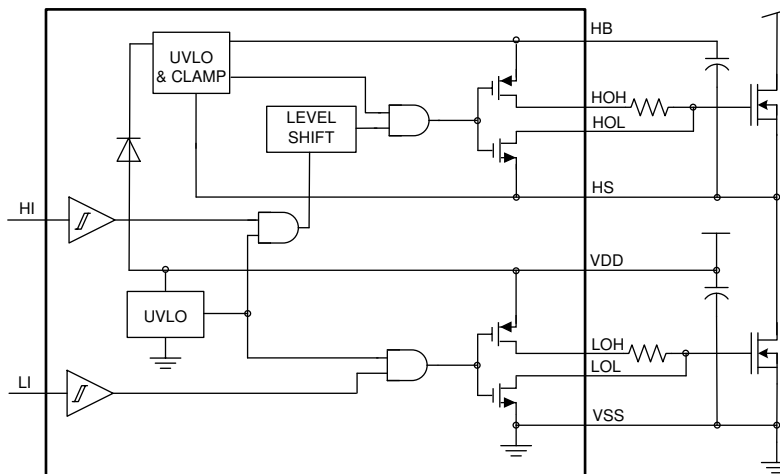 HB
UVLO
& CLAMP
HOH
LEVEL
SHIFT
HOL
HS
HI
VDD
UVLO
LOH
LOL
LI
VSS